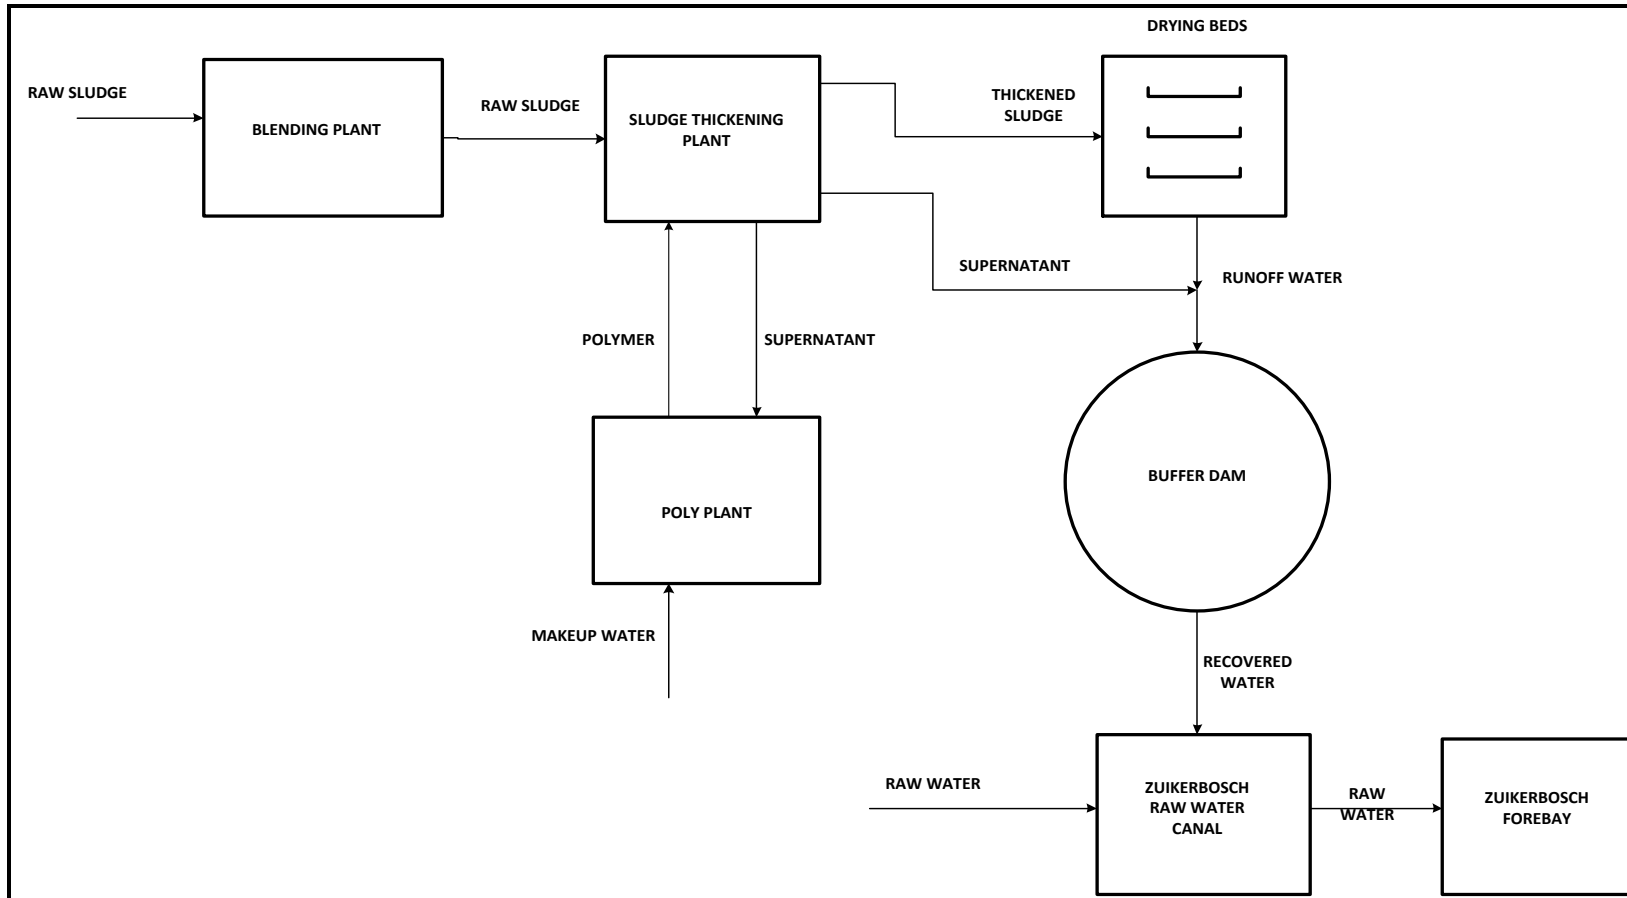 DRYING BEDS
RAW SLUDGE
BLENDING PLANT
RAW SLUDGE
SLUDGE THICKENING
PLANT
THICKENED
SLUDGE
SUPERNATANT
RUNOFF WATER
POLYMER
SUPERNATANT
BUFFER DAM
POLY PLANT
MAKEUP WATER
RECOVERED
WATER
RAW WATER
ZUIKERBOSCH
RAW WATER
CANAL
RAW
WATER
ZUIKERBOSCH
FOREBAY